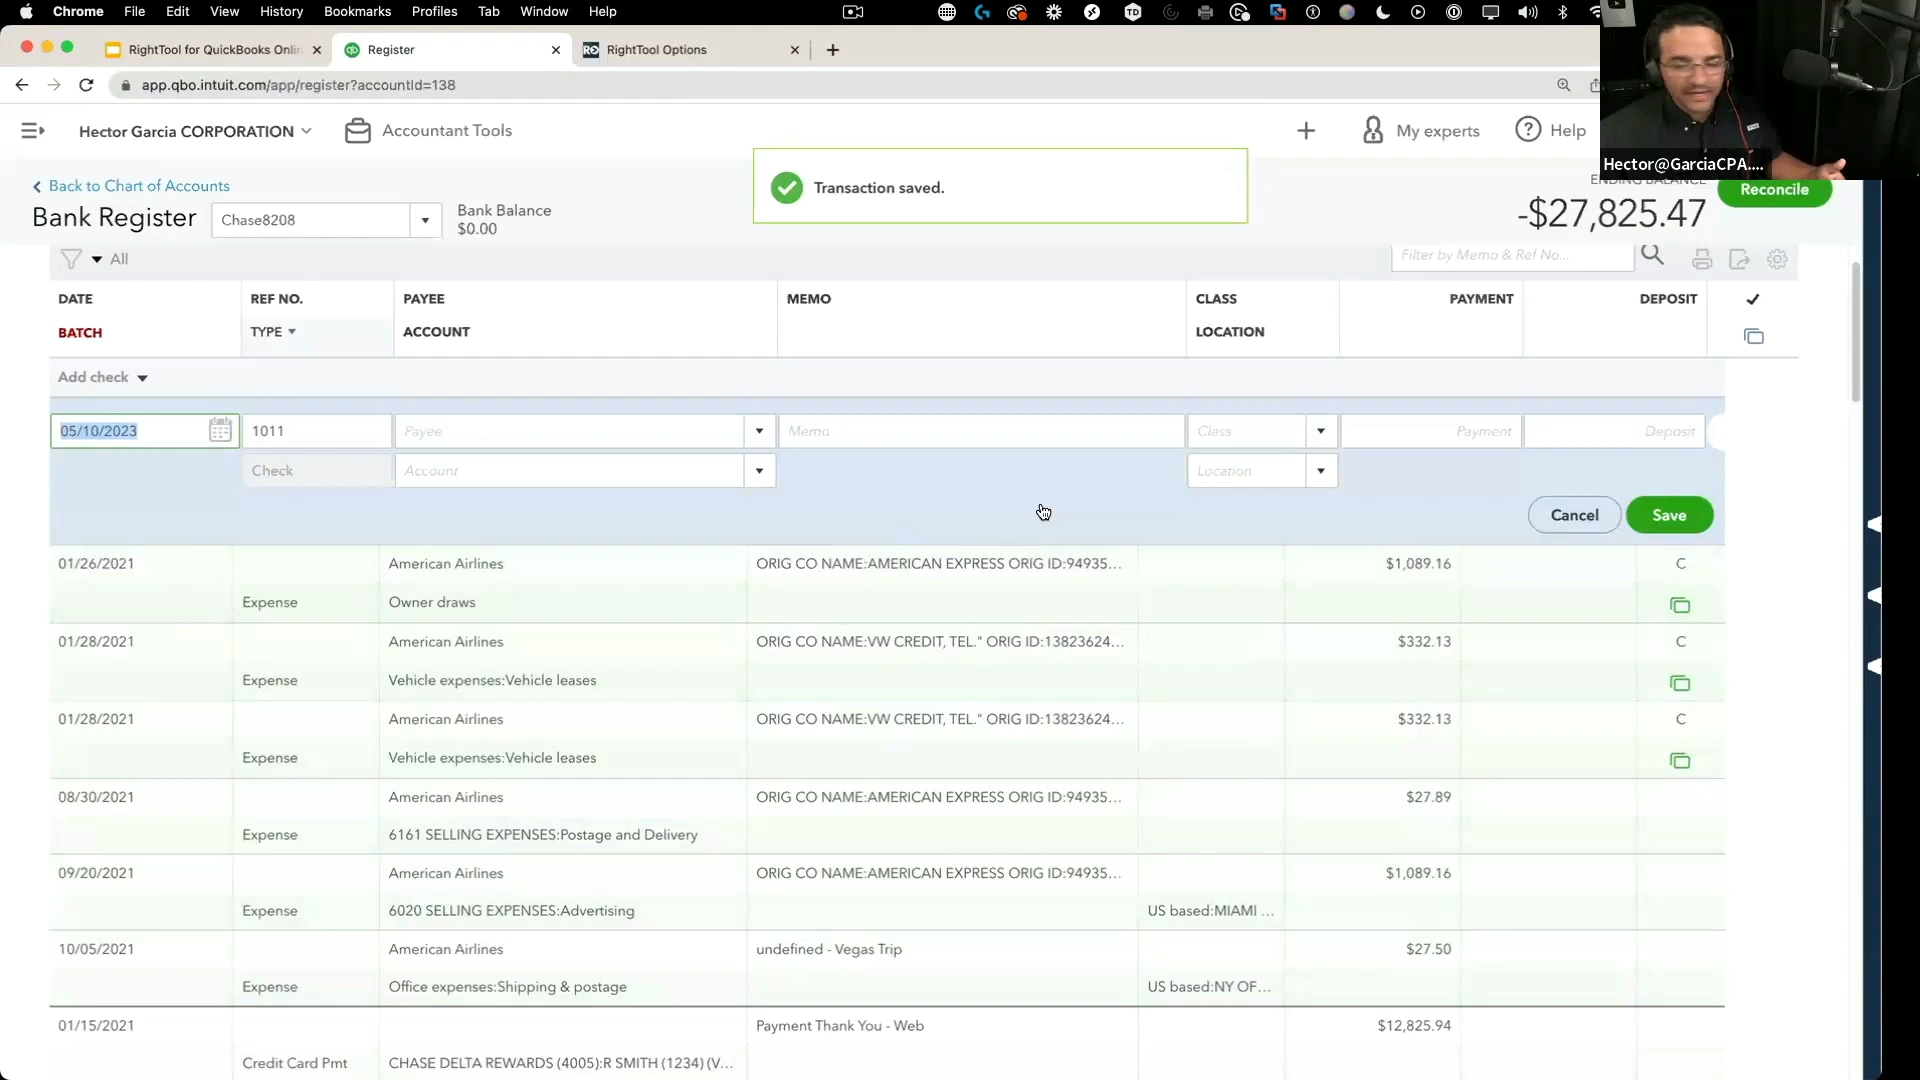 Chrome File Edit View History Bookmarks Profiles Tab Window Help
TD
RightTool for QuickBooks Onlin
Register
RO RightTool Options
app.qbo.intuit.com/app/register?accountId=138
Hector Garcia CORPORATION
Accountant Tools
My experts
Help
Hector@GarciaCPA....
Back to Chart of Accounts
Transaction saved.
ENDING BALANCE
Bank Register
Chase8208
Bank Balance
$0.00
-$27,825.47
Reconcile
All
Filter by Memo & Ref No...
DATE REF NO. PAYEE MEMO CLASS PAYMENT DEPOSIT
BATCH TYPE ACCOUNT LOCATION
Add check
05/10/2023 1011 Payee Memo Class Payment Deposit
Check Account Location
Cancel Save
01/26/2021 American Airlines ORIG CO NAME:AMERICAN EXPRESS ORIG ID:94935... $1,089.16 C
Expense Owner draws
01/28/2021 American Airlines ORIG CO NAME:VW CREDIT, TEL." ORIG ID:13823624... $332.13 C
Expense Vehicle expenses:Vehicle leases
01/28/2021 American Airlines ORIG CO NAME:VW CREDIT, TEL." ORIG ID:13823624... $332.13 C
Expense Vehicle expenses:Vehicle leases
08/30/2021 American Airlines ORIG CO NAME:AMERICAN EXPRESS ORIG ID:94935... $27.89
Expense 6161 SELLING EXPENSES:Postage and Delivery
09/20/2021 American Airlines ORIG CO NAME:AMERICAN EXPRESS ORIG ID:94935... $1,089.16
Expense 6020 SELLING EXPENSES:Advertising US based:MIAMI ...
10/05/2021 American Airlines undefined - Vegas Trip $27.50
Expense Office expenses:Shipping & postage US based:NY OF...
01/15/2021 Payment Thank You - Web $12,825.94
Credit Card Pmt CHASE DELTA REWARDS (4005):R SMITH (1234) (V...